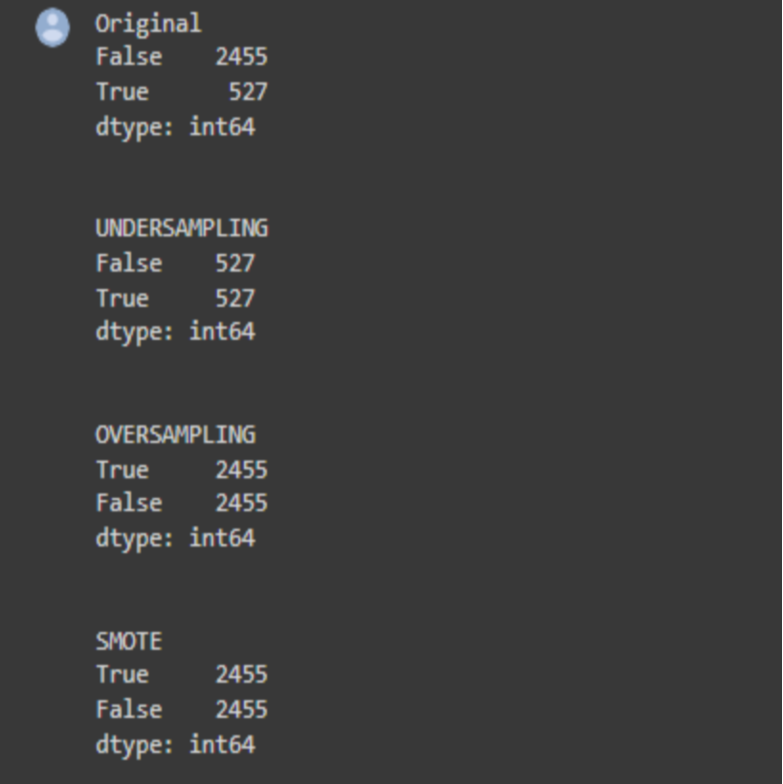 Original
False    2455
True      527
dtype: int64
UNDERSAMPLING
False    527
True     527
dtype: int64
OVERSAMPLING
True     2455
False    2455
dtype: int64
SMOTE
True     2455
False    2455
dtype: int64